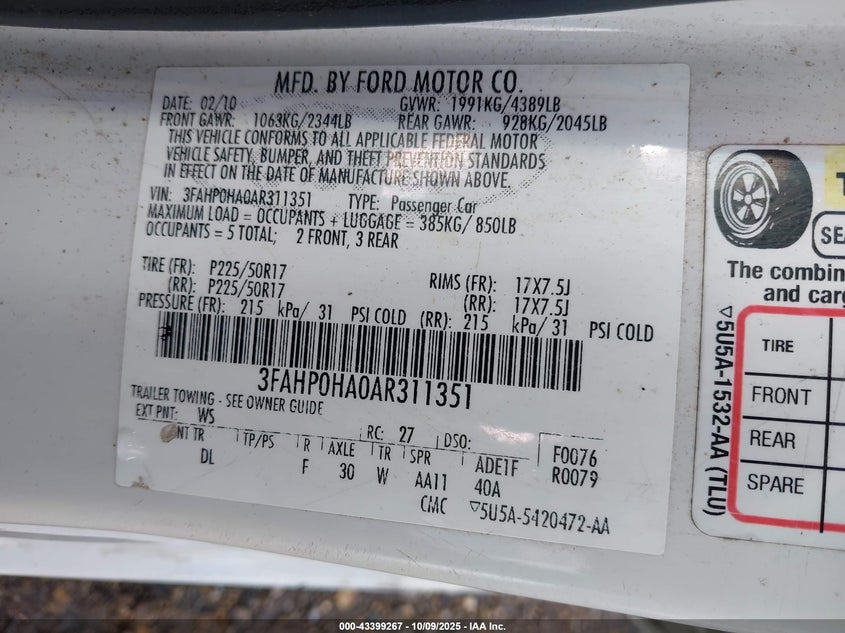 MFD. BY FORD MOTOR CO.
DATE: 02/10 GVWR: 1991KG/4389LB
FRONT GAWR: 1063KG/2344LB REAR GAWR: 928KG/2045LB
THIS VEHICLE CONFORMS TO ALL APPLICABLE FEDERAL MOTOR
VEHICLE SAFETY, BUMPER, AND THEFT PREVENTION STANDARDS
IN EFFECT ON THE DATE OF MANUFACTURE SHOWN ABOVE.
VIN: 3FAHP0HA0AR311351 TYPE: Passenger Car
MAXIMUM LOAD = OCCUPANTS + LUGGAGE = 385KG/ 850LB
OCCUPANTS = 5 TOTAL; 2 FRONT, 3 REAR
TIRE (FR): P225/50R17 RIMS (FR): 17X7.5J
(RR): P225/50R17 (RR): 17X7.5J
PRESSURE (FR): 215 kPa/ 31 PSI COLD (RR): 215 kPa/ 31 PSI COLD
3FAHP0HA0AR311351
TRAILER TOWING - SEE OWNER GUIDE
EXT PNT: WS RC: 27 DSO:
NT TR TP/PS R AXLE TR SPR ADE1F F0076
DL F 30 W AA11 40A R0079
CMC ▽5U5A-5420472-AA
SEA
The combin
and carg
TIRE
FRONT
REAR
SPARE
▽5U5A-1532-AA (TLU)
000-43399267 - 10/09/2025 - IAA Inc.